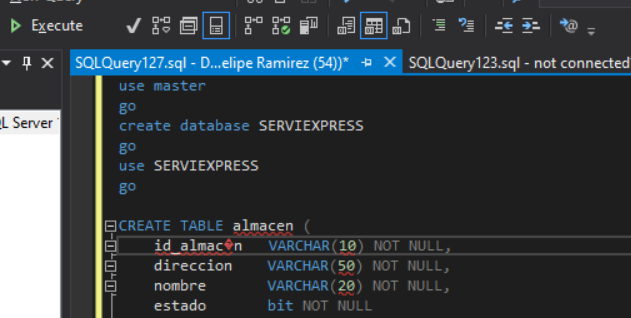 Execute
SQLQuery127.sql - D...elipe Ramirez (54))*
SQLQuery123.sql - not connected
QL Server
use master
go
create database SERVIEXPRESS
go
use SERVIEXPRESS
go
CREATE TABLE almacen (
id_almac�n VARCHAR(10) NOT NULL,
direccion VARCHAR(50) NOT NULL,
nombre VARCHAR(20) NOT NULL,
estado bit NOT NULL